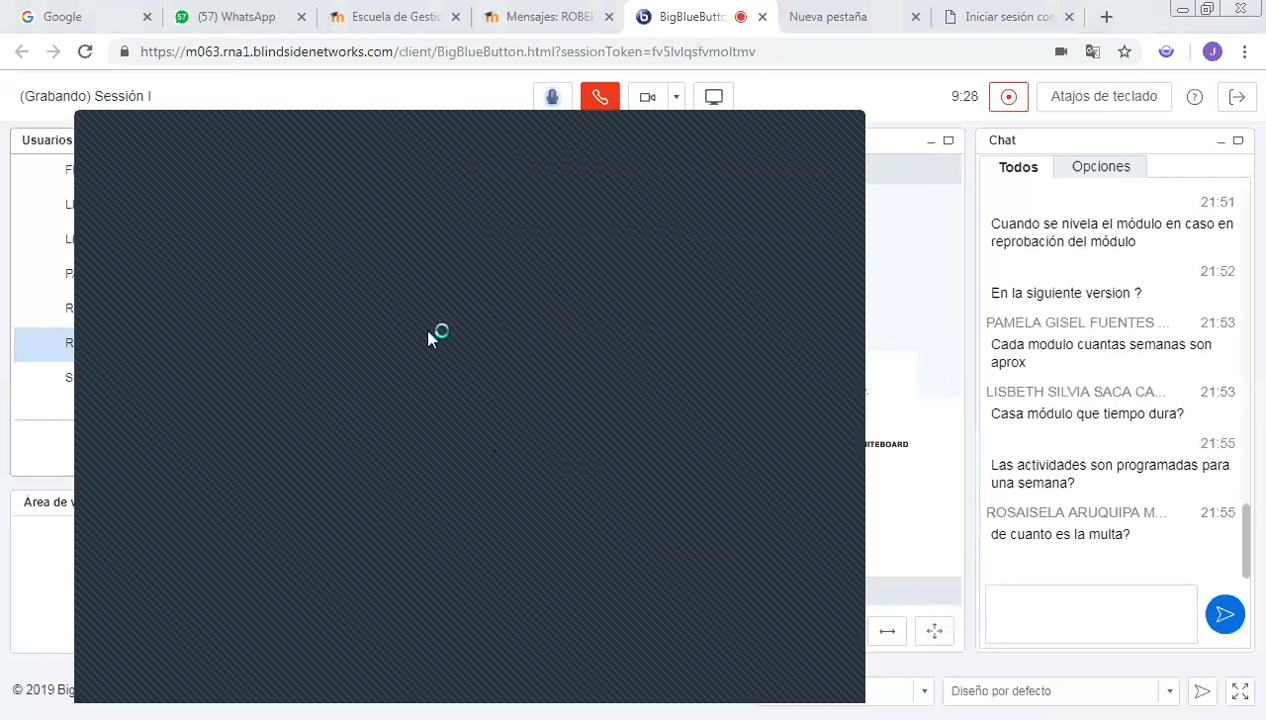 Google
(57) WhatsApp
Escuela de Gestic
Mensajes: ROBER
BigBlueButto
Nueva pestaña
Iniciar sesión con
https://m063.rna1.blindsidenetworks.com/client/BigBlueButton.html?sessionToken=fv5lvlqsfvmoltmv
J
(Grabando) Sesión I
9:28
Atajos de teclado
Usuarios
Chat
Todos
Opciones
21:51
Cuando se nivela el módulo en caso en
reprobación del módulo
21:52
En la siguiente version ?
PAMELA GISEL FUENTES ... 21:53
Cada modulo cuantas semanas son
aprox
LISBETH SILVIA SACA CA... 21:53
Casa módulo que tiempo dura?
21:55
Las actividades son programadas para
una semana?
ROSAISELA ARUQUIPA M... 21:55
de cuanto es la multa?
ITEBOARD
Área de v
© 2019 Big
Diseño por defecto